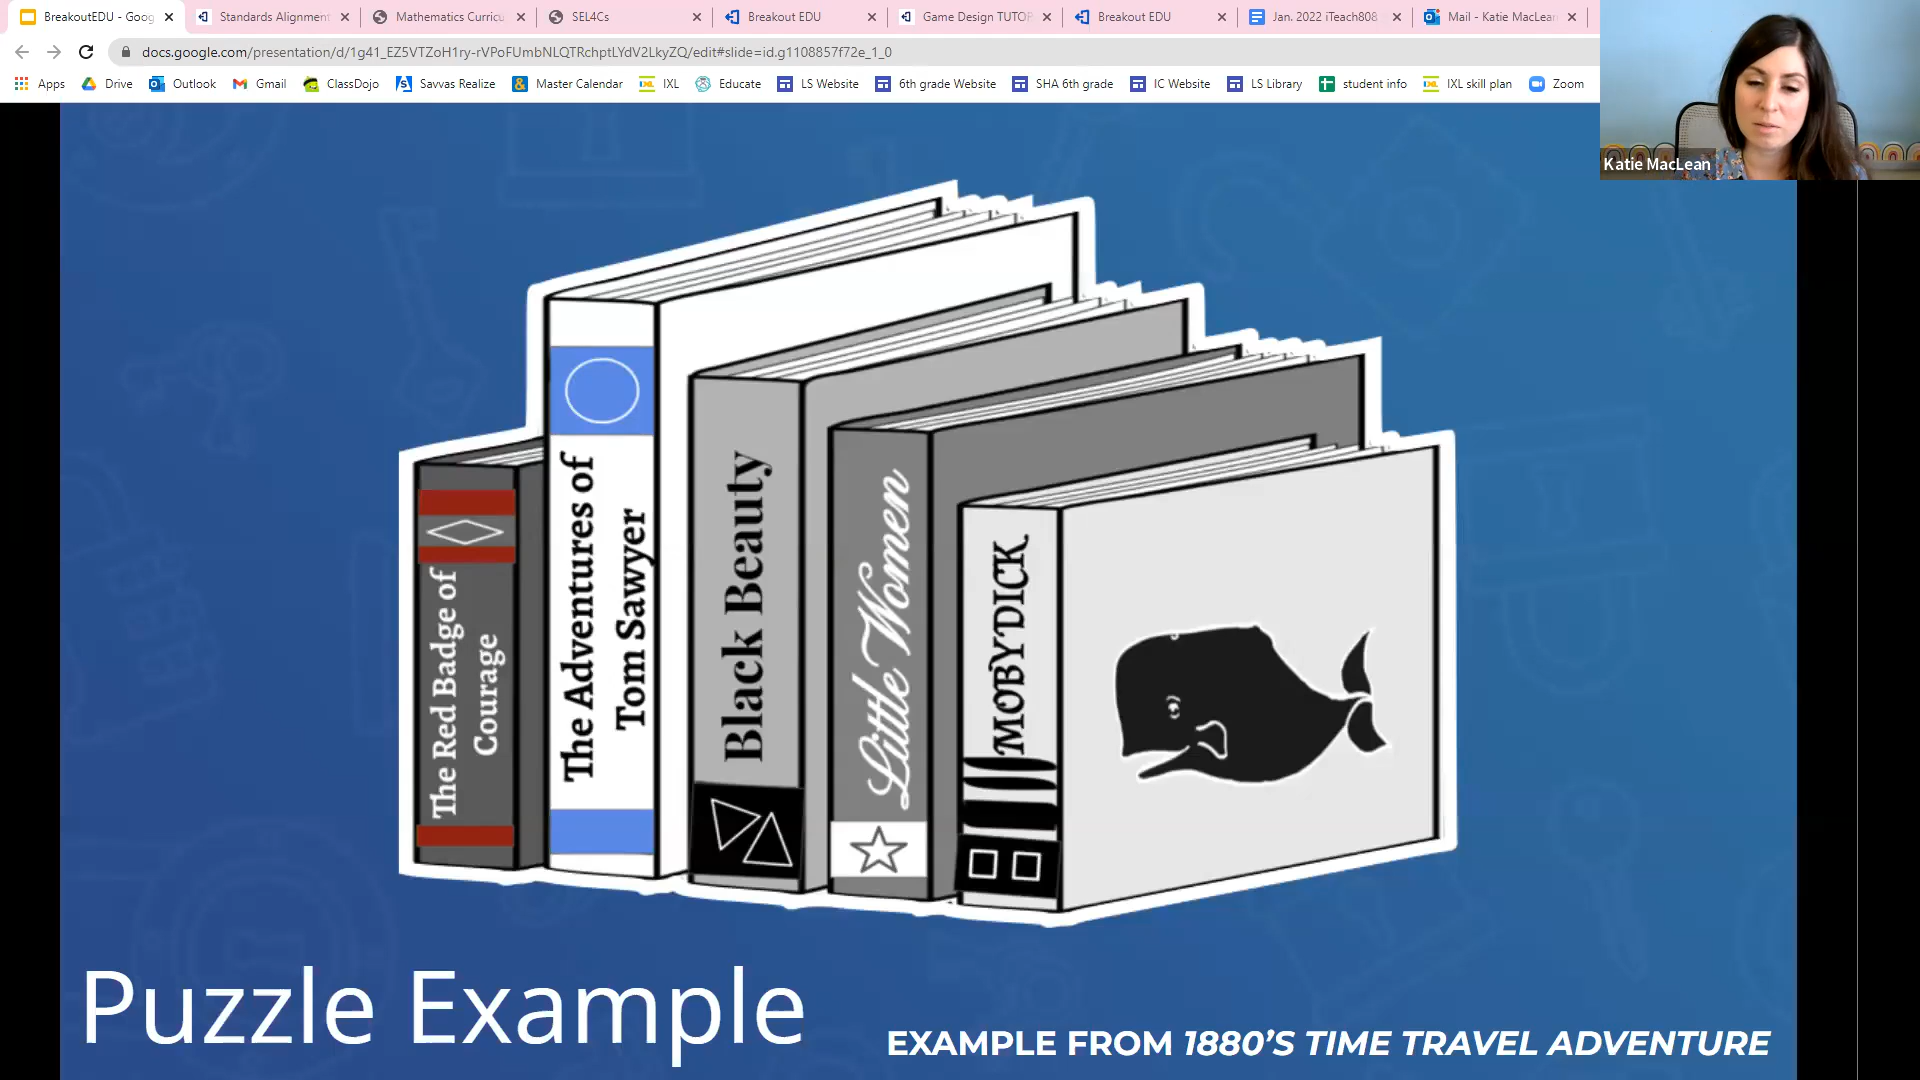 BreakoutEDU - Goog
Standards Alignment
Mathematics Curricu
SEL4Cs
Breakout EDU
Game Design TUTOR
Breakout EDU
Jan. 2022 iTeach808
Mail - Katie MacLean
docs.google.com/presentation/d/1g41_EZ5VTZoH1ry-rVPoFUmbNLQTRchptLYdV2LkyZQ/edit#slide=id.g1108857f72e_1_0
Apps
Drive
Outlook
Gmail
ClassDojo
Savvas Realize
Master Calendar
IXL
Educate
LS Website
6th grade Website
SHA 6th grade
IC Website
LS Library
student info
IXL skill plan
Zoom
Katie MacLean
The Red Badge of
Courage
The Adventures of
Tom Sawyer
Black Beauty
Little Women
MOBYDICK
Puzzle Example
EXAMPLE FROM 1880'S TIME TRAVEL ADVENTURE